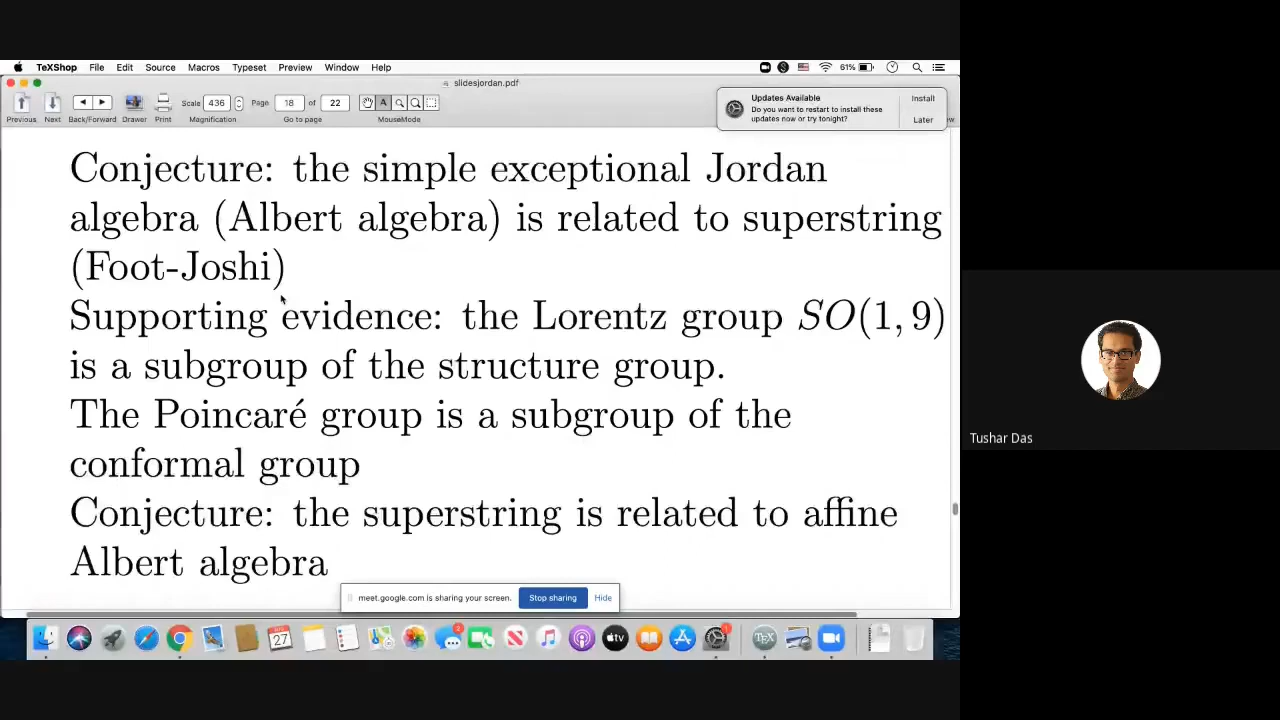 TeXShop File Edit Source Macros Typeset Preview Window Help 61%
slidesjordan.pdf
Scale 436 Page 18 of 22
Previous Next Back/Forward Drawer Print Magnification Go to page MouseMode
Updates Available
Do you want to restart to install these
updates now or try tonight?
Install
Later
Conjecture: the simple exceptional Jordan
algebra (Albert algebra) is related to superstring
(Foot-Joshi)
Supporting evidence: the Lorentz group SO(1, 9)
is a subgroup of the structure group.
The Poincaré group is a subgroup of the
conformal group
Conjecture: the superstring is related to affine
Albert algebra
meet.google.com is sharing your screen. Stop sharing Hide
27
tv
TEX
Tushar Das